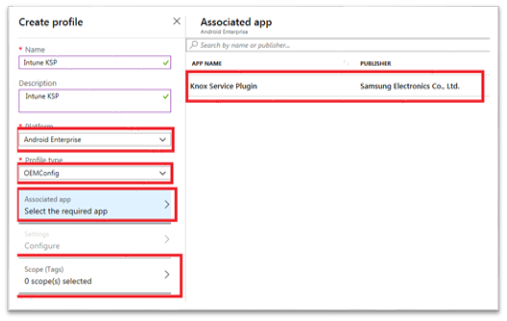 Create profile
* Name
Intune KSP
Description
Intune KSP
* Platform
Android Enterprise
* Profile type
OEMConfig
Associated app
Select the required app
Settings
Configure
Scope (Tags)
0 scope(s) selected
Associated app
Android Enterprise
Search by name or publisher...
APP NAME
PUBLISHER
Knox Service Plugin
Samsung Electronics Co., Ltd.